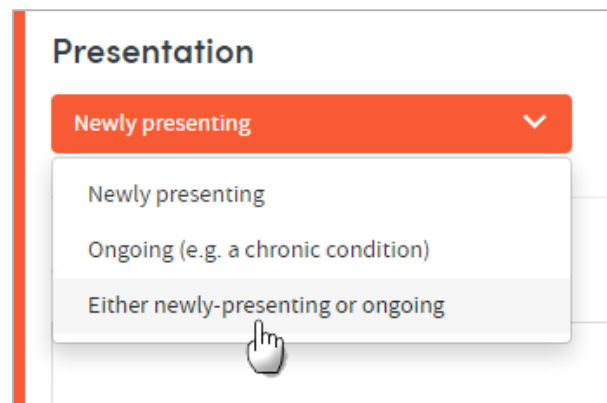 Presentation
Newly presenting
Newly presenting
Ongoing (e.g. a chronic condition)
Either newly-presenting or ongoing